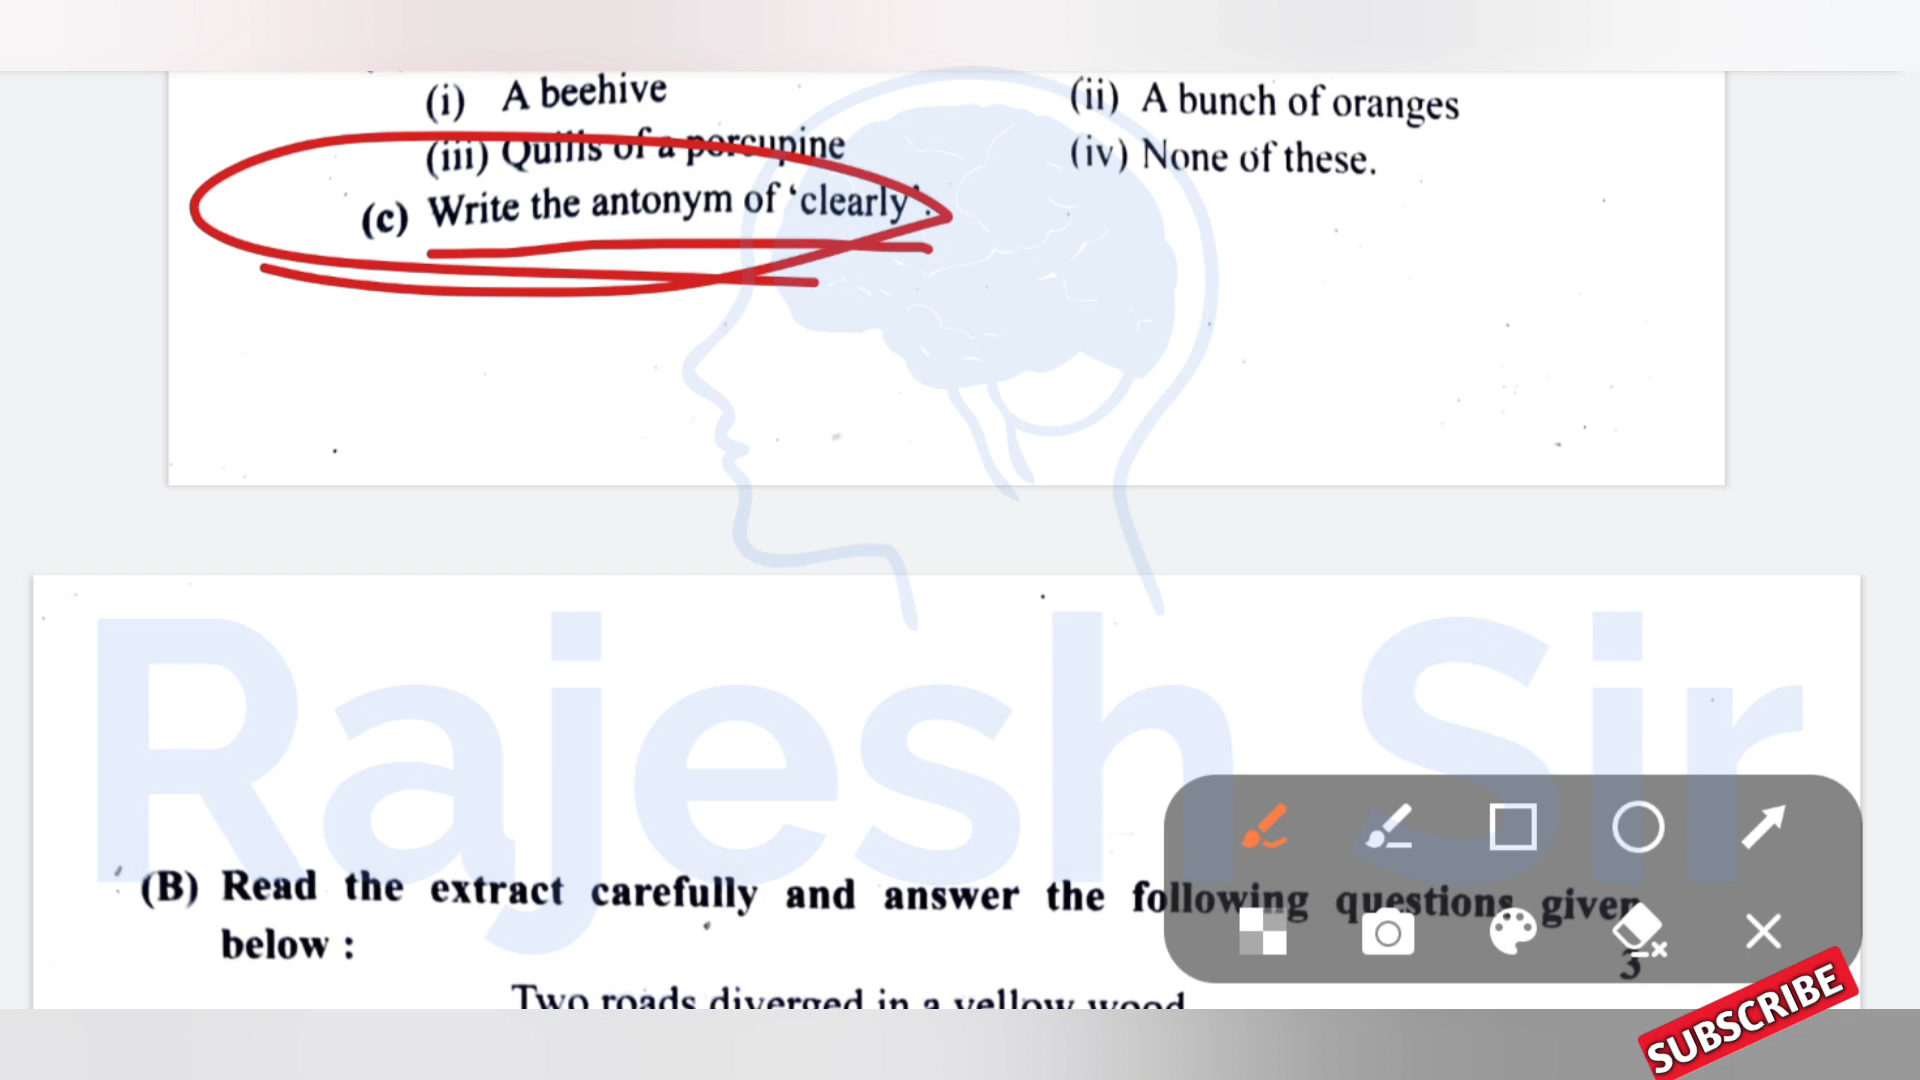 (i) A beehive (ii) A bunch of oranges
(iii) Quills of a porcupine (iv) None of these.
(c) Write the antonym of ‘clearly’.
Rajesh Sir
(B) Read the extract carefully and answer the following questions given
below : 3
Two roads diverged in a yellow wood
SUBSCRIBE